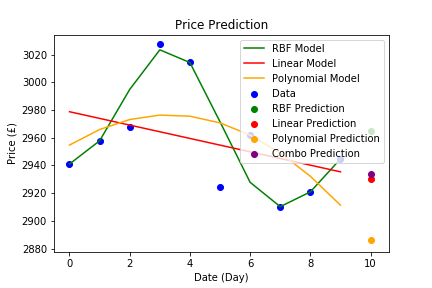 Price Prediction
Price (£)
3020
3000
2980
2960
2940
2920
2900
2880
0
2
4
6
8
10
Date (Day)
RBF Model
Linear Model
Polynomial Model
Data
RBF Prediction
Linear Prediction
Polynomial Prediction
Combo Prediction